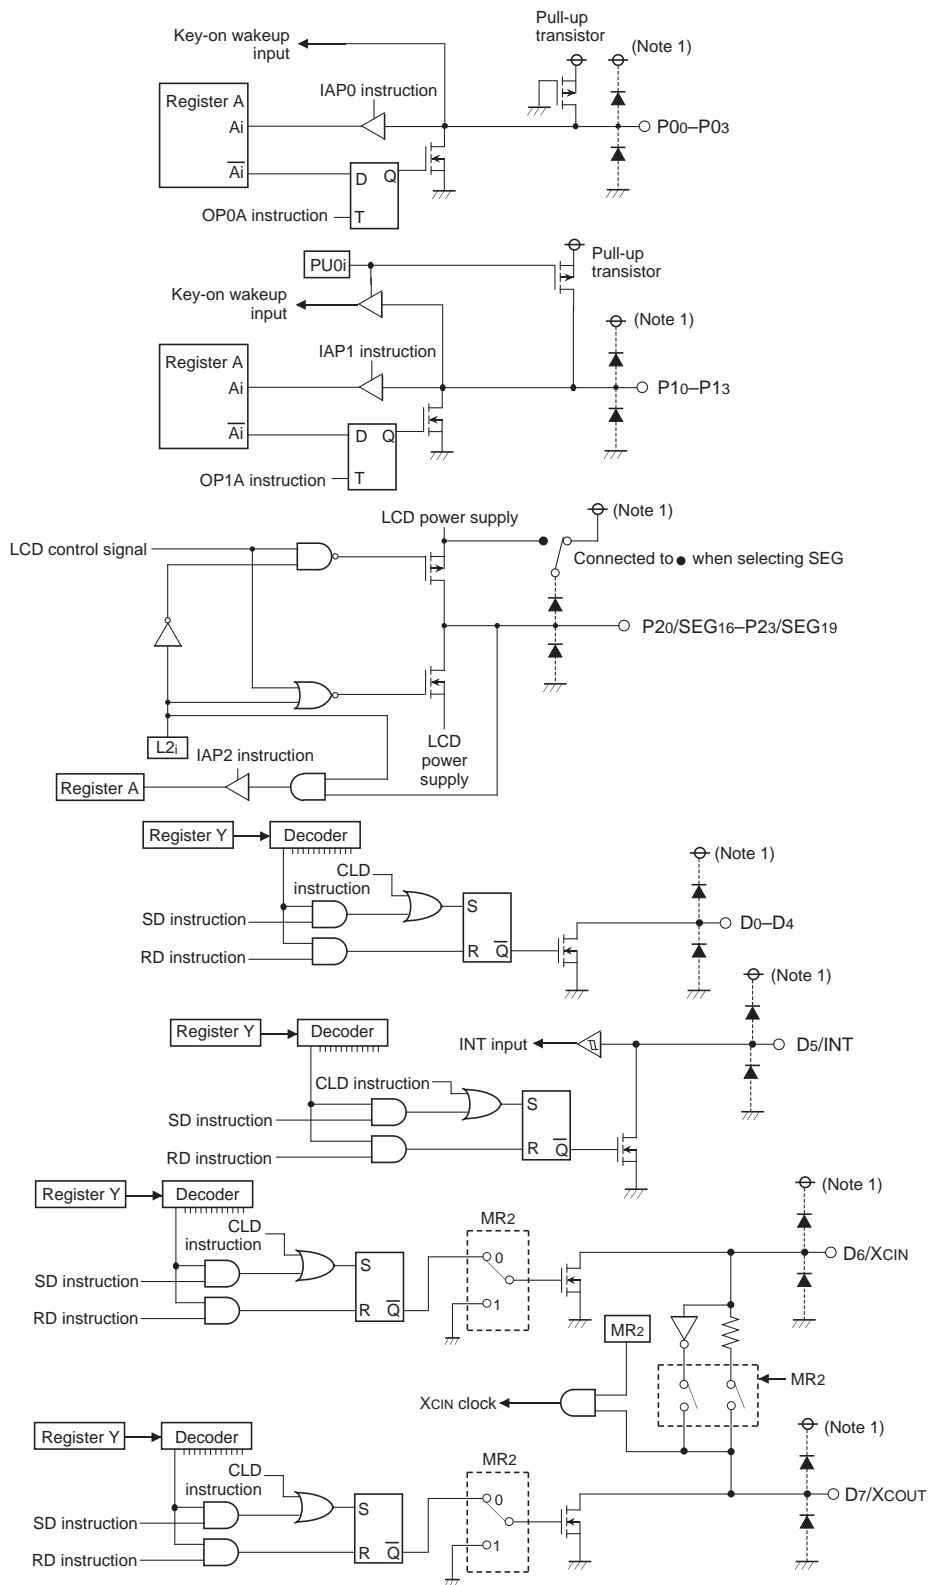 Pull-up
transistor
Key-on wakeup
input
(Note 1)
Register A
IAP0 instruction
Ai
P00–P03
Ai
D Q
OP0A instruction
T
PU0i
Pull-up
transistor
Key-on wakeup
input
(Note 1)
Register A
IAP1 instruction
Ai
P10–P13
Ai
D Q
OP1A instruction
T
LCD power supply
(Note 1)
LCD control signal
Connected to ● when selecting SEG
P20/SEG16–P23/SEG19
L2i
LCD
power
supply
IAP2 instruction
Register A
Register Y
Decoder
(Note 1)
CLD
instruction
S
SD instruction
D0–D4
RD instruction
R Q
(Note 1)
Register Y
Decoder
INT input
D5/INT
CLD instruction
S
SD instruction
RD instruction
R Q
Register Y
Decoder
(Note 1)
MR2
CLD
instruction
0
D6/XCIN
S
SD instruction
1
RD instruction
R Q
MR2
MR2
XCIN clock
Register Y
Decoder
(Note 1)
MR2
CLD
instruction
0
D7/XCOUT
S
SD instruction
1
RD instruction
R Q